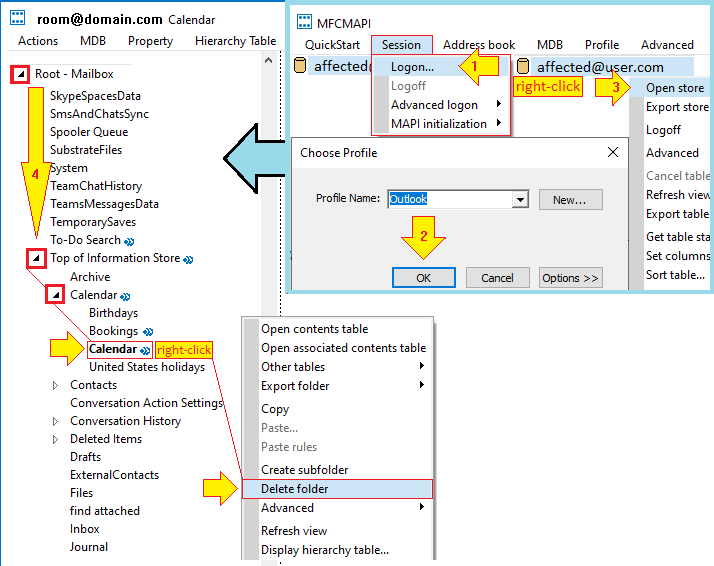 room@domain.com Calendar
Actions MDB Property Hierarchy Table
Root - Mailbox
SkypeSpacesData
SmsAndChatsSync
Spooler Queue
SubstrateFiles
System
TeamChatHistory
TeamsMessagesData
TemporarySaves
To-Do Search
4
Top of Information Store
Archive
Calendar
Birthdays
Bookings
Calendar right-click
United States holidays
Contacts
Conversation Action Settings
Conversation History
Deleted Items
Drafts
ExternalContacts
Files
find attached
Inbox
Journal
MFCMAPI
QuickStart Session Address book MDB Profile Advanced
affected@
Logon... 1
Logoff
Advanced logon
MAPI initialization
affected@user.com
right-click 3
Open store
Export store
Logoff
Advanced
Cancel table
Refresh view
Export table
Get table sta
Set columns
Sort table...
Choose Profile
Profile Name: Outlook New...
2
OK Cancel Options >>
Open contents table
Open associated contents table
Other tables
Export folder
Copy
Paste...
Paste rules
Create subfolder
Delete folder
Advanced
Refresh view
Display hierarchy table...